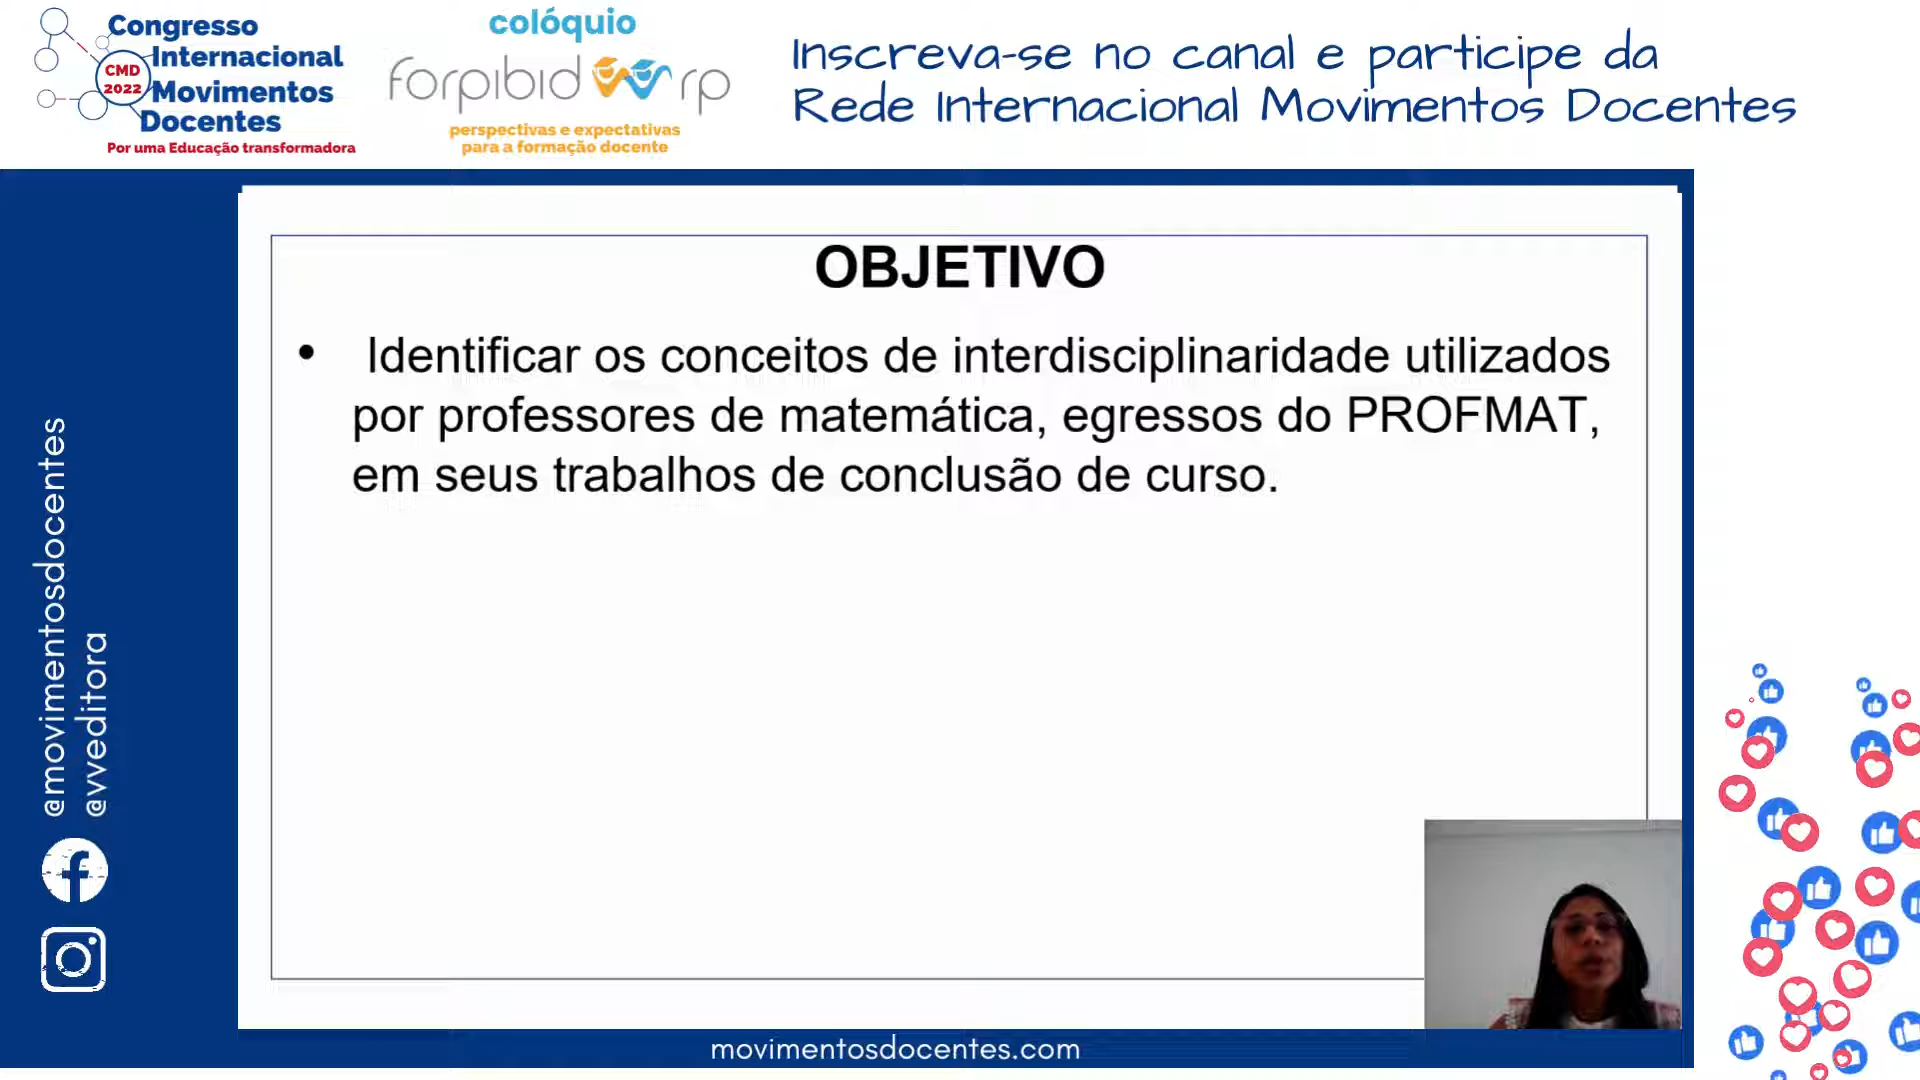 Congresso
Internacional
CMD
2022
Movimentos
Docentes
Por uma Educação transformadora
colóquio
forpibid rp
perspectivas e expectativas
para a formação docente
Inscreva-se no canal e participe da
Rede Internacional Movimentos Docentes
OBJETIVO
• Identificar os conceitos de interdisciplinaridade utilizados
por professores de matemática, egressos do PROFMAT,
em seus trabalhos de conclusão de curso.
@movimentosdocentes
@vveditora
movimentosdocentes.com